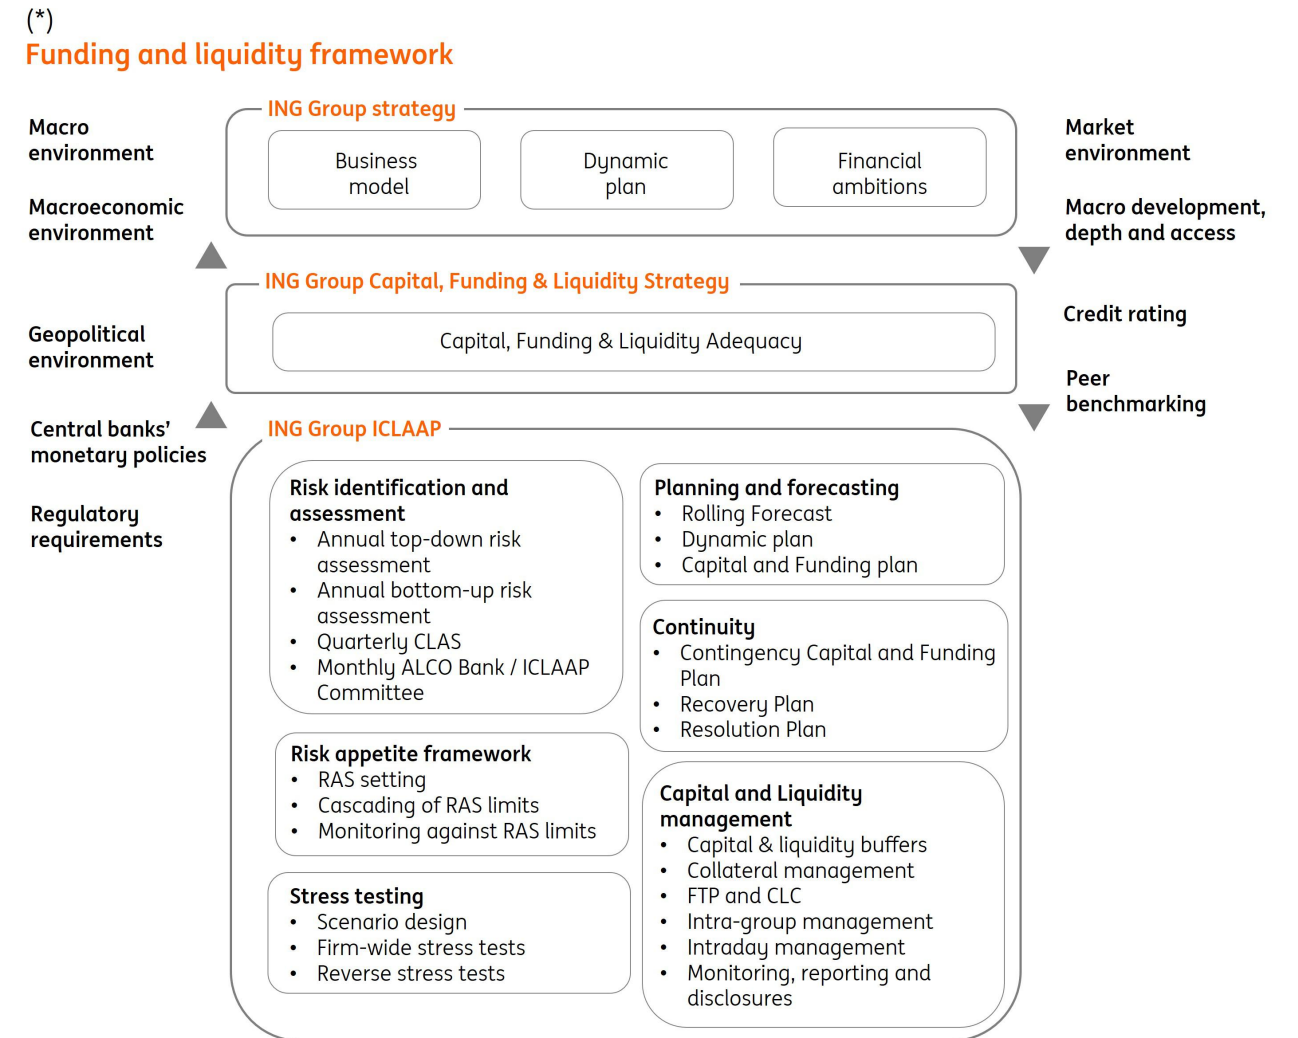 (*)
Funding and liquidity framework
Macro
environment
Macroeconomic
environment
Geopolitical
environment
Central banks’
monetary policies
Regulatory
requirements
ING Group strategy
Business
model
Dynamic
plan
Financial
ambitions
ING Group Capital, Funding & Liquidity Strategy
Capital, Funding & Liquidity Adequacy
ING Group ICLAAP
Risk identification and
assessment
• Annual top-down risk
assessment
• Annual bottom-up risk
assessment
• Quarterly CLAS
• Monthly ALCO Bank / ICLAAP
Committee
Risk appetite framework
• RAS setting
• Cascading of RAS limits
• Monitoring against RAS limits
Stress testing
• Scenario design
• Firm-wide stress tests
• Reverse stress tests
Planning and forecasting
• Rolling Forecast
• Dynamic plan
• Capital and Funding plan
Continuity
• Contingency Capital and Funding
Plan
• Recovery Plan
• Resolution Plan
Capital and Liquidity
management
• Capital & liquidity buffers
• Collateral management
• FTP and CLC
• Intra-group management
• Intraday management
• Monitoring, reporting and
disclosures
Market
environment
Macro development,
depth and access
Credit rating
Peer
benchmarking